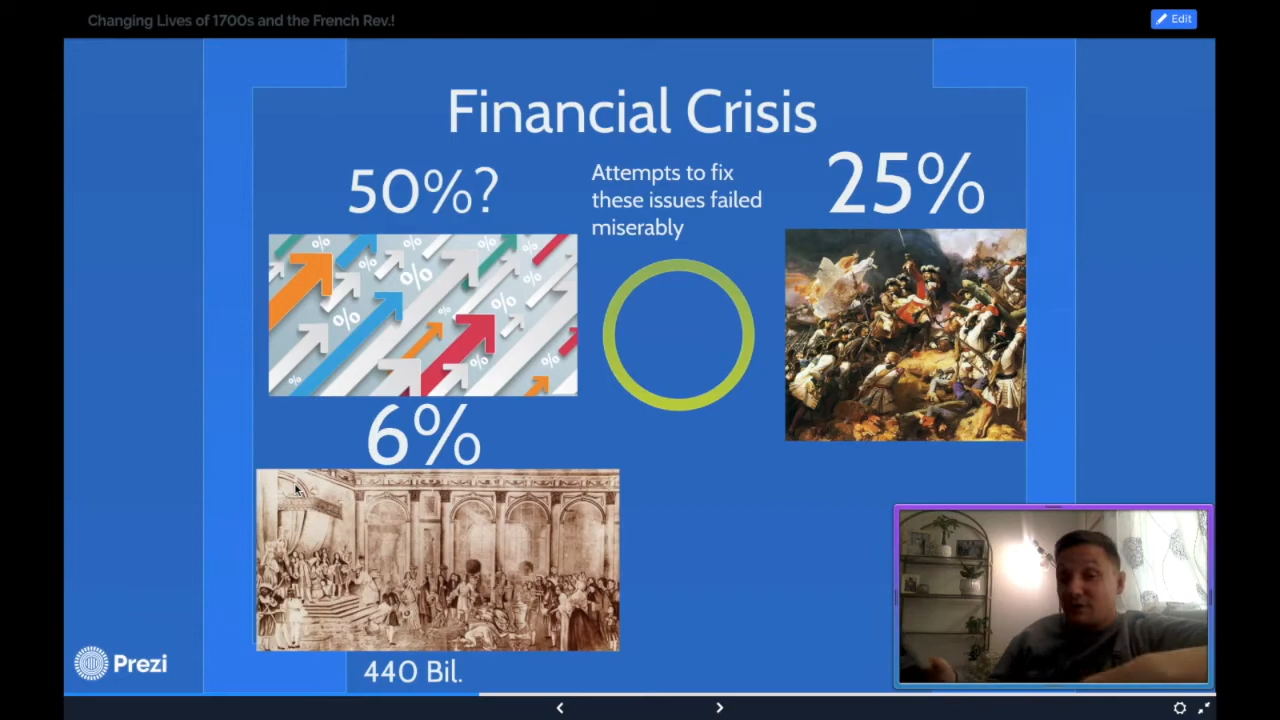 Changing Lives of 1700s and the French Rev.!
Edit
Financial Crisis
50%?
Attempts to fix
these issues failed
miserably
25%
%
%
%
%
%
%
%
%
%
%
%
%
6%
440 Bil.
Prezi